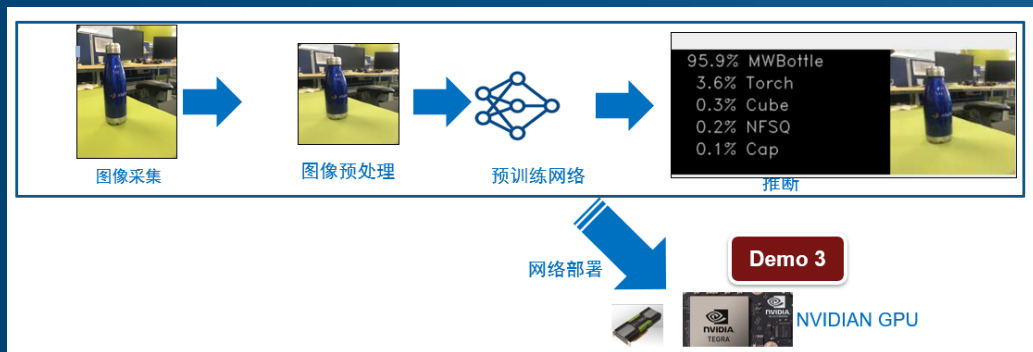 95.9% MWBottle
3.6% Torch
0.3% Cube
0.2% NFSQ
0.1% Cap
图像采集
图像预处理
预训练网络
推断
网络部署
Demo 3
NVIDIA
TEGRA
NVIDIA
NVIDIAN GPU